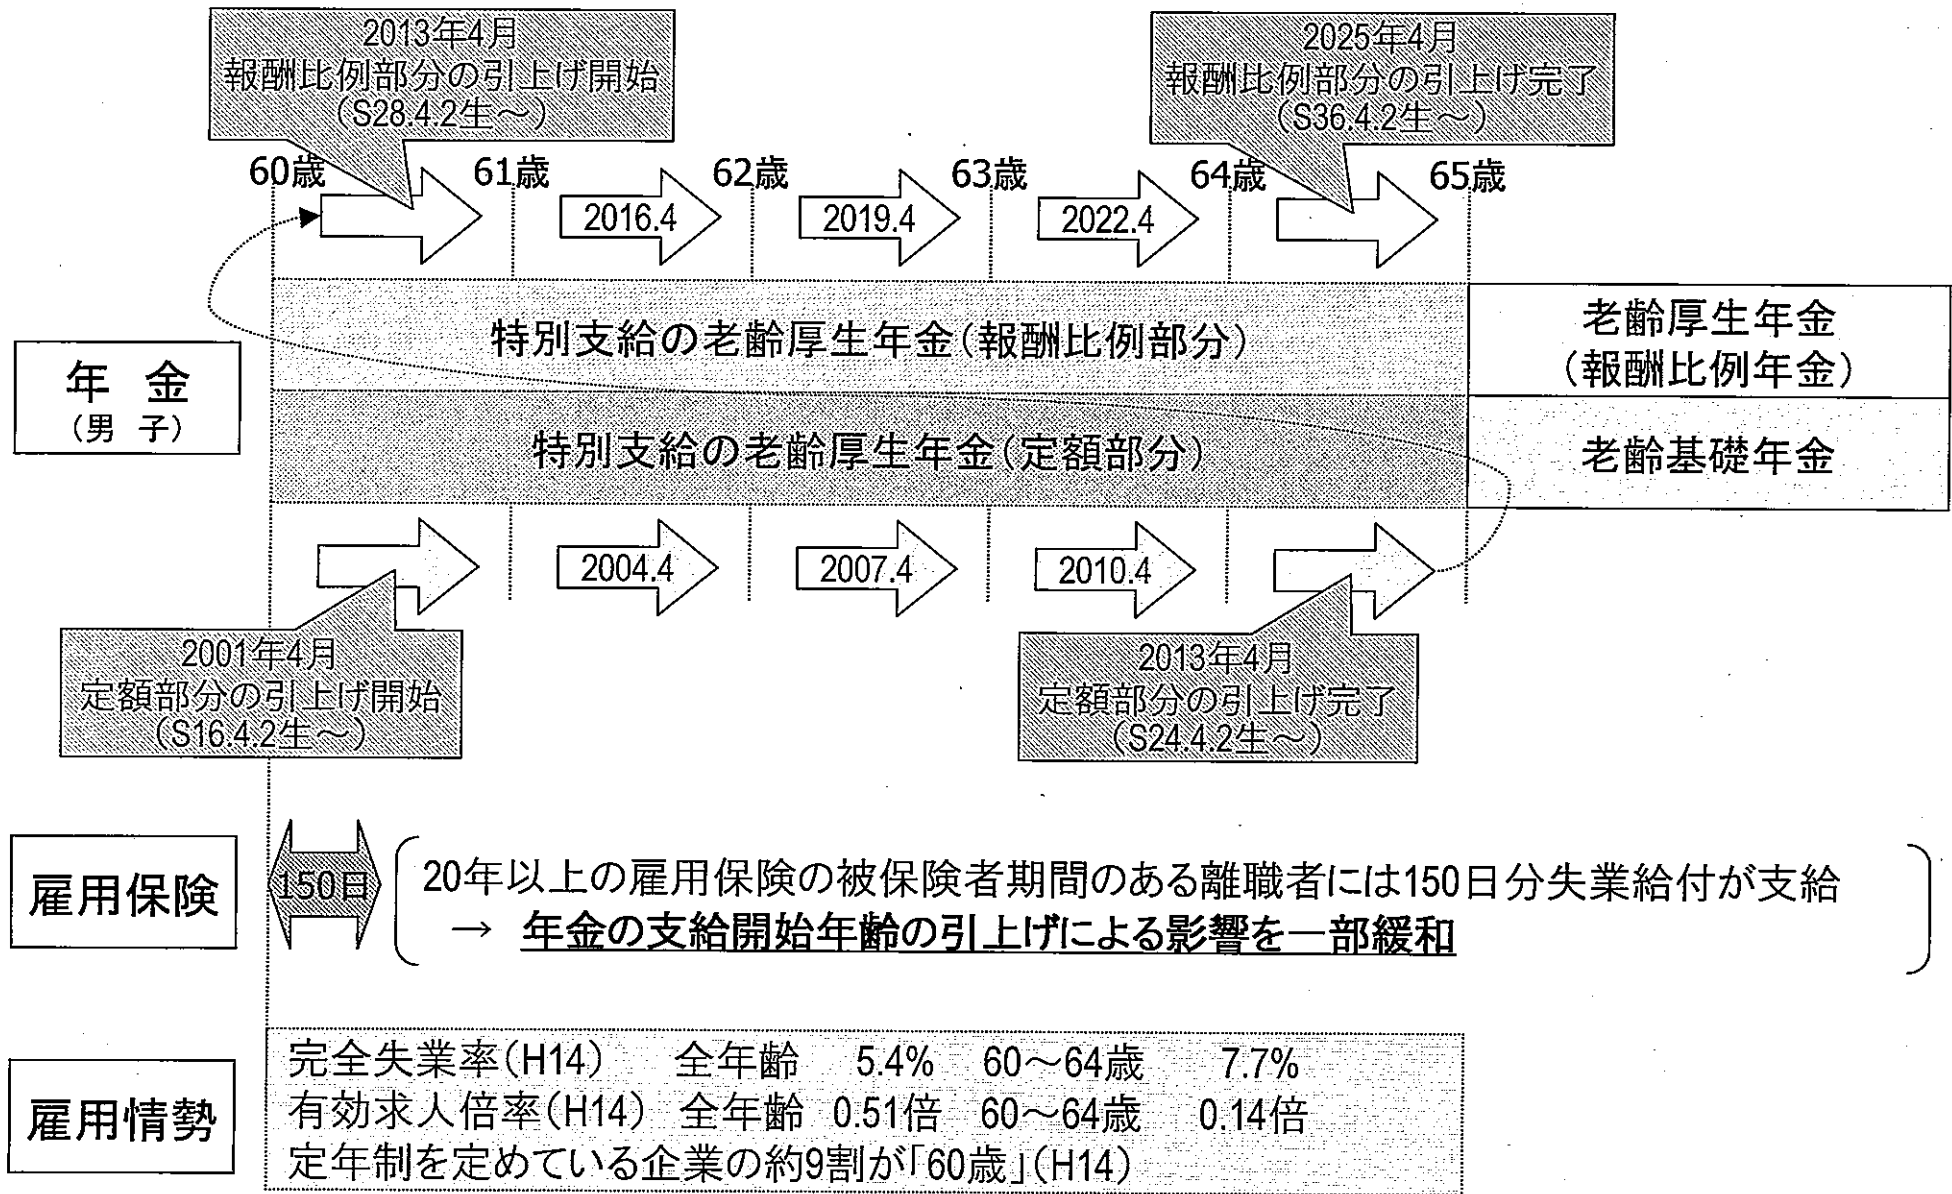 2013年4月
報酬比例部分の引上げ開始
(S28.4.2生～)
2025年4月
報酬比例部分の引上げ完了
(S36.4.2生～)
60歳
61歳
62歳
63歳
64歳
65歳
2016.4
2019.4
2022.4
年 金
(男 子)
特別支給の老齢厚生年金(報酬比例部分)
老齢厚生年金
(報酬比例年金)
特別支給の老齢厚生年金(定額部分)
老齢基礎年金
2004.4
2007.4
2010.4
2001年4月
定額部分の引上げ開始
(S16.4.2生～)
2013年4月
定額部分の引上げ完了
(S24.4.2生～)
雇用保険
150日
20年以上の雇用保険の被保険者期間のある離職者には150日分失業給付が支給
→ 年金の支給開始年齢の引上げによる影響を一部緩和
雇用情勢
完全失業率(H14) 全年齢 5.4% 60～64歳 7.7%
有効求人倍率(H14) 全年齢 0.51倍 60～64歳 0.14倍
定年制を定めている企業の約9割が「60歳」(H14)